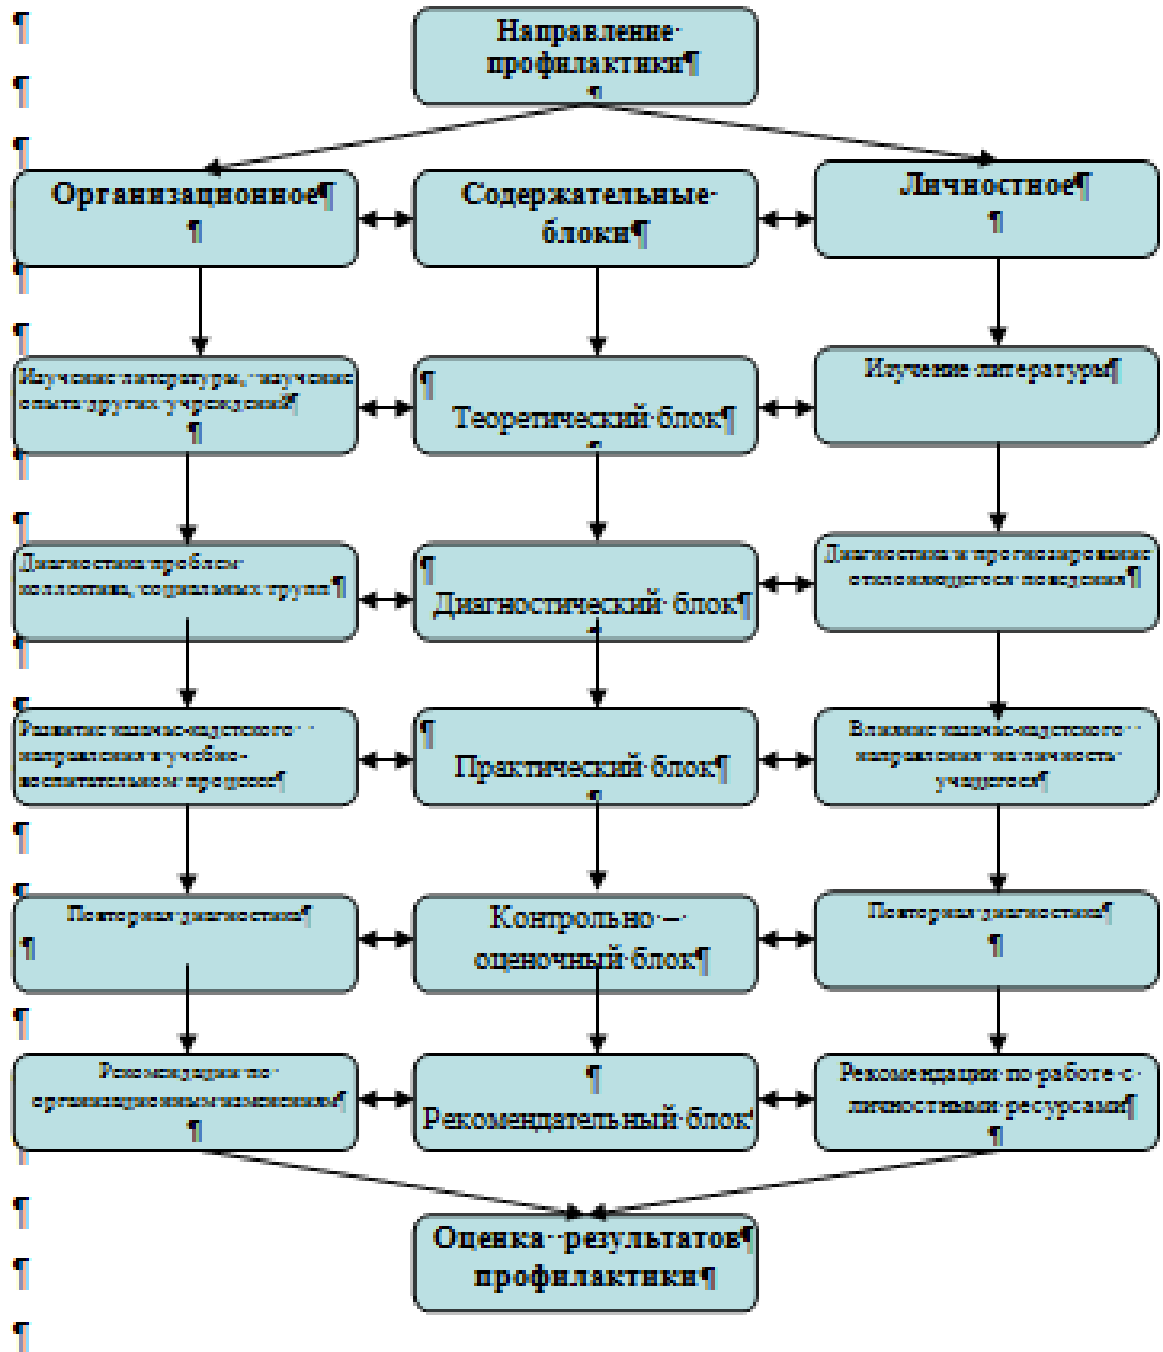 Направление
профилактики
Организационное
Содержательные
блоки
Личностное
Изучение литературы, изучение
опыта других учреждений
Теоретический блок
Изучение литературы
Диагностика проблем
коллектива, социальных групп
Диагностический блок
Диагностика и прогнозирование
отклоняющегося поведения
Развитие казачье-кадетского
направления в учебно-
воспитательном процессе
Практический блок
Влияние казачье-кадетского
направления на личность
учащегося
Повторная диагностика
Контрольно –
оценочный блок
Повторная диагностика
Рекомендации по
организационным
Рекомендательный блок
Рекомендации по работе с
личностными ресурсами
Оценка результатов
профилактики